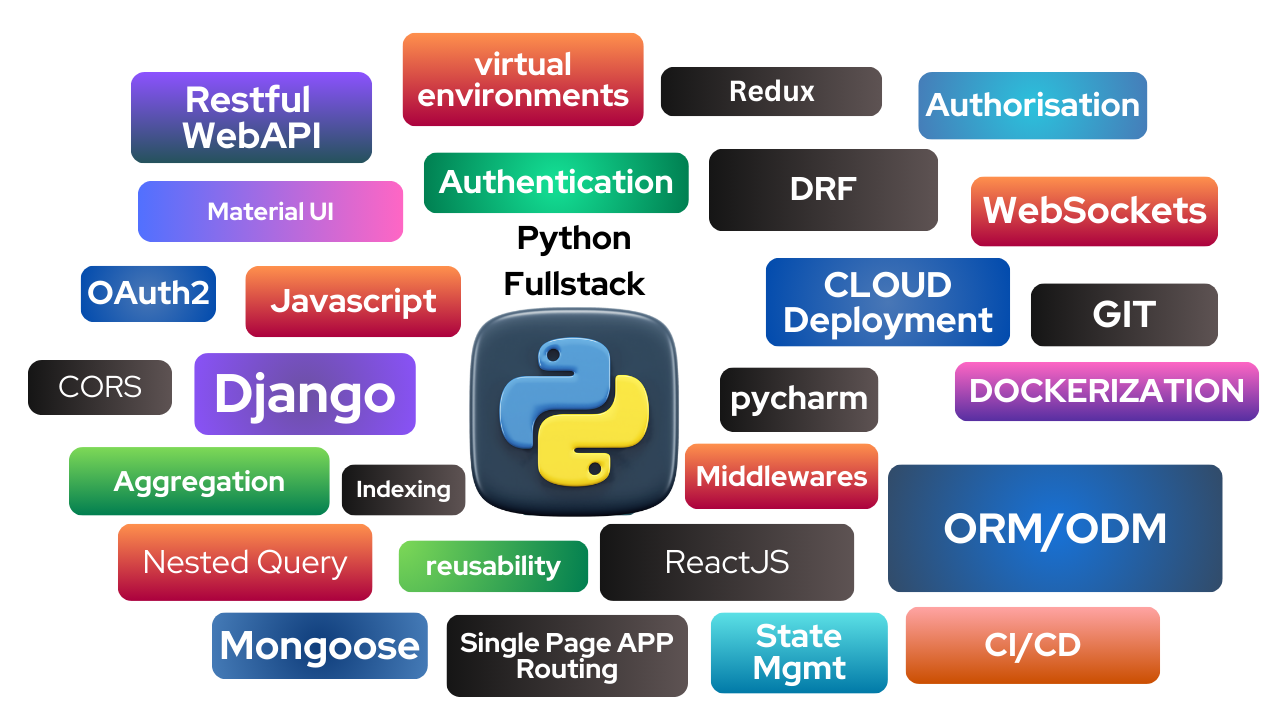 virtual
environments
Restful
WebAPI
Redux
Authorisation
Authentication
DRF
Material UI
WebSockets
Python
Fullstack
OAuth2
Javascript
CLOUD
Deployment
GIT
CORS
Django
pycharm
DOCKERIZATION
Aggregation
Indexing
Middlewares
ORM/ODM
Nested Query
reusability
ReactJS
Mongoose
Single Page APP
Routing
State
Mgmt
CI/CD